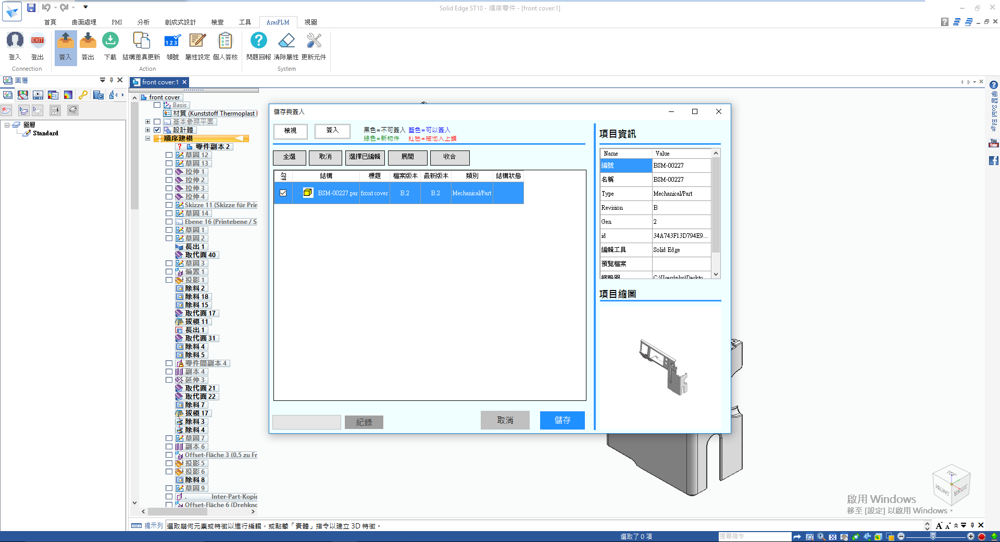 Solid Edge ST10 - 順序零件 - [front cover:1]
首頁 曲面處理 PMI 分析 創成式設計 檢查 工具 ArasPLM 視圖
EXIT 123
登入 登出 簽入 簽出 下載 結構差異更新 領號 屬性設定 個人簽核 問題回報 清除屬性 更新元件
Connection Action System
圖層
Standard
front cover:1
front cover
Basis
材質 (Kunststoff Thermoplast
基本參照平面
設計體
順序建模
零件副本 2
草圖 12
草圖 13
拉伸 1
拉伸 2
拉伸 3
拉伸 4
Skizze 11 (Skizze für Prin
草圖 14
Ebene 16 (Printebene / S
草圖 1
草圖 2
長出 1
取代面 40
草圖 3
偏置 1
投影 1
除料 2
除料 18
除料 15
取代面 17
拔模 11
長出 1
取代面 31
除料 4
除料 5
零件間副本 4
副本 4
延伸 3
取代面 21
取代面 22
除料 7
拔模 17
除料 3
除料 4
草圖 7
副本 6
Offset-Fläche 3 (0,5 zu Fr
投影 5
投影 6
除料 8
草圖 9
. Inter-Part-Kopie
Offset-Fläche 6 (Drehkno
儲存與簽入
檢視 簽入
黑色=不可簽入 藍色=可以簽入
綠色=新物件 紅色=被他人上鎖
全選 取消 選擇已編輯 展開 收合
勾 結構 標題 檔案版本 最新版本 類別 結構狀態
BSM-00227.par front cover B.2 B.2 Mechanical/Part
紀錄 取消 儲存
項目資訊
Name Value
編號 BSM-00227
名稱 BSM-00227
Type Mechanical/Part
Revision B
Gen 2
id 34A743F13D794E9...
編輯工具 Solid Edge
預覽檔案
縮略圖 C:\Users\plm\Deskto
項目縮圖
學習 Solid Edge
You Tube
TOP
FRONT RIGHT
啟用 Windows
移至 [設定] 以啟用 Windows。
提示列 選取幾何元素或特徵以進行編輯，或點擊「實體」指令以建立 3D 特徵。
選取了 0 項 搜尋指令